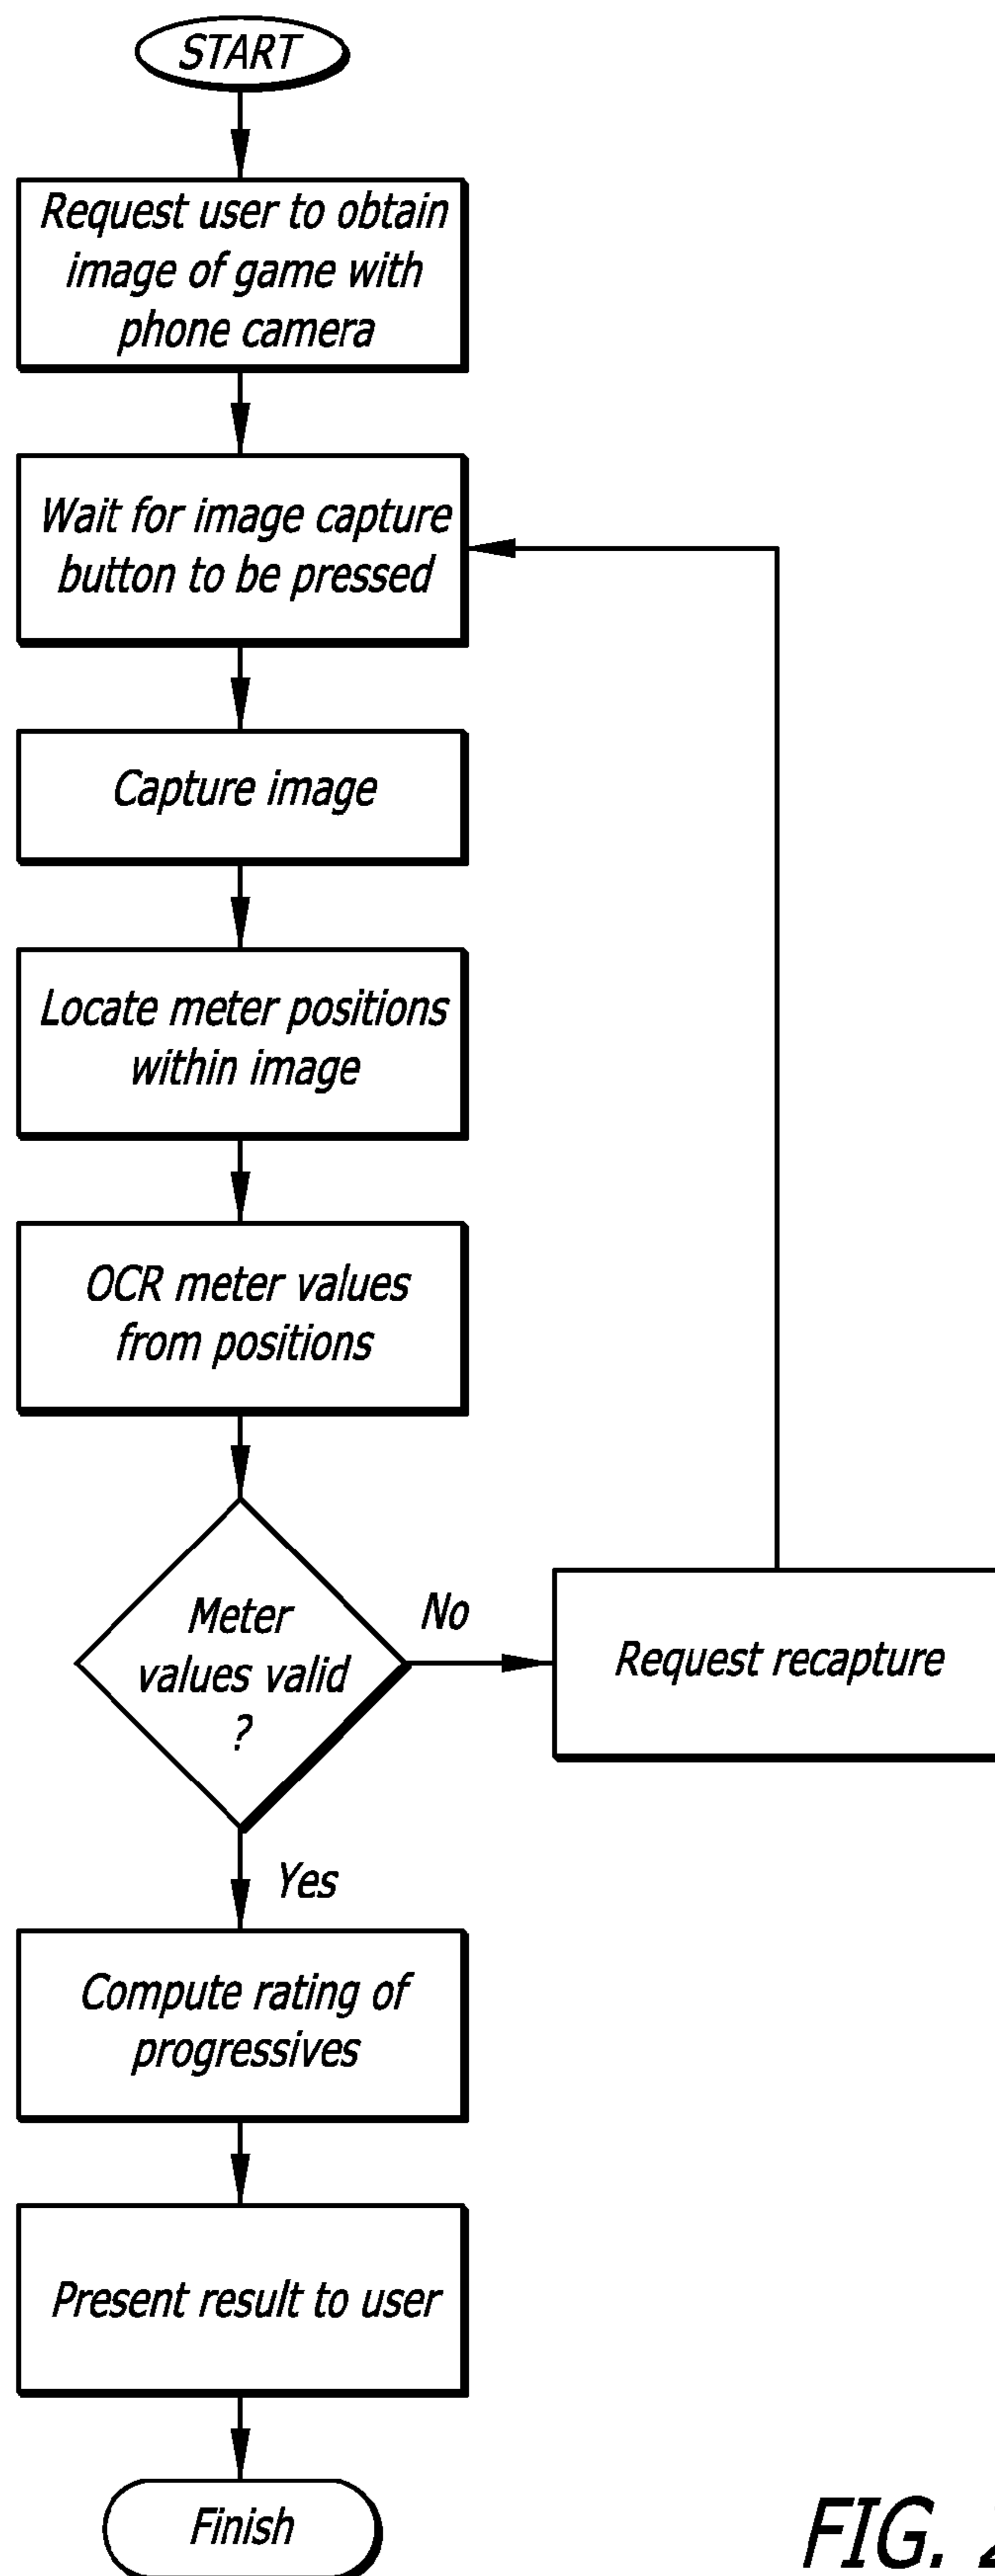 START
Request user to obtain
image of game with
phone camera
Wait for image capture
button to be pressed
Capture image
Locate meter positions
within image
OCR meter values
from positions
Meter
values valid
?
No
Request recapture
Yes
Compute rating of
progressives
Present result to user
Finish
FIG.